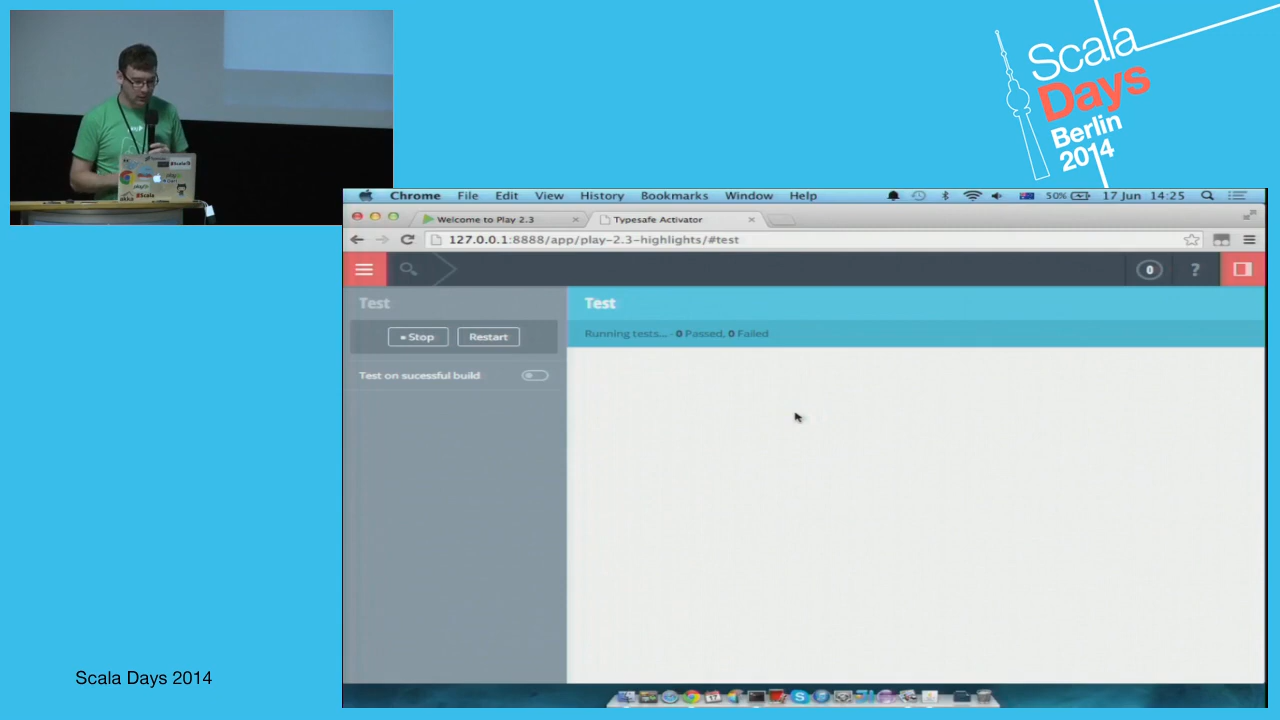 Scala
Days
Berlin
2014
Chrome File Edit View History Bookmarks Window Help 50% 17 Jun 14:25
Welcome to Play 2.3
Typesafe Activator
127.0.0.1:8888/app/play-2.3-highlights/#test
0 ?
Test
Stop Restart
Test on sucessful build
Test
Running tests... - 0 Passed, 0 Failed
Scala Days 2014